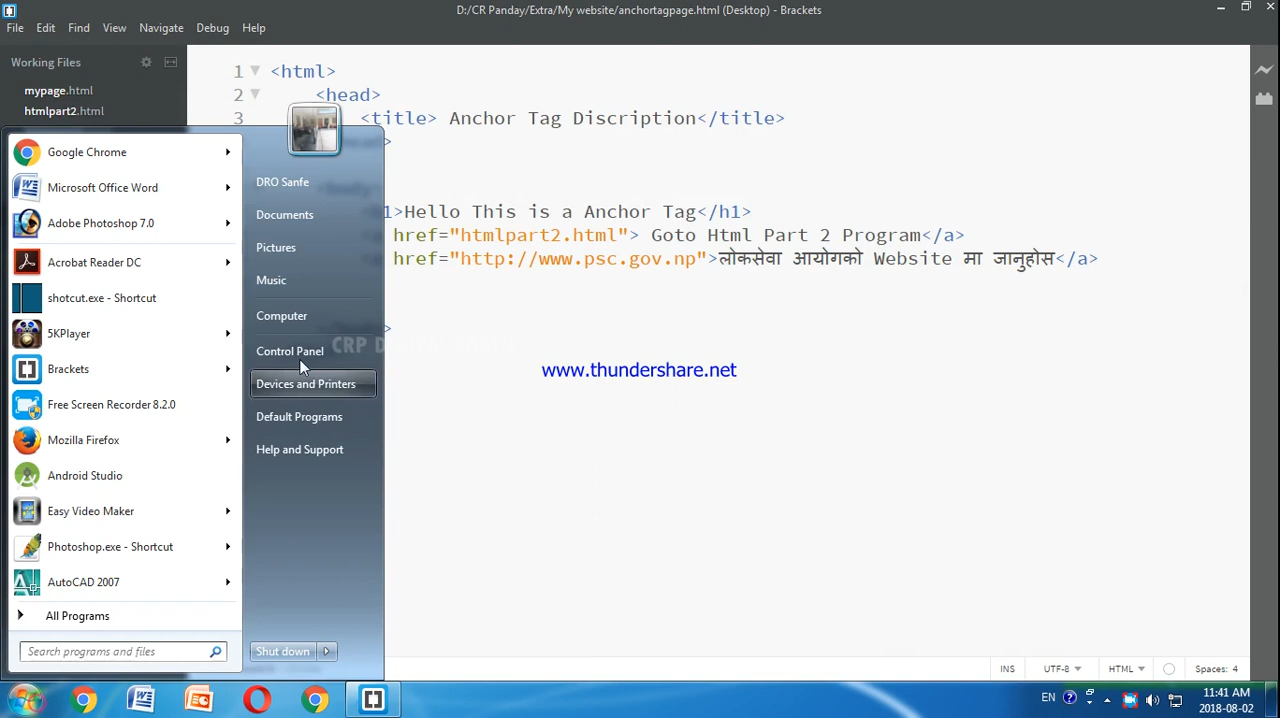 D:/CR Panday/Extra/My website/anchortagpage.html (Desktop) - Brackets
File Edit Find View Navigate Debug Help
Working Files
mypage.html
htmlpart2.html
1 <html>
2 <head>
3 <title> Anchor Tag Discription</title>
>
1>Hello This is a Anchor Tag</h1>
href="htmlpart2.html"> Goto Html Part 2 Program</a>
href="http://www.psc.gov.np">लोकसेवा आयोगको Website मा जानुहोस</a>
>
www.thundershare.net
Google Chrome
Microsoft Office Word
Adobe Photoshop 7.0
Acrobat Reader DC
shotcut.exe - Shortcut
5KPlayer
Brackets
Free Screen Recorder 8.2.0
Mozilla Firefox
Android Studio
Easy Video Maker
Photoshop.exe - Shortcut
AutoCAD 2007
All Programs
Search programs and files
DRO Sanfe
Documents
Pictures
Music
Computer
Control Panel
Devices and Printers
Default Programs
Help and Support
Shut down
INS UTF-8 HTML Spaces: 4
EN
11:41 AM
2018-08-02